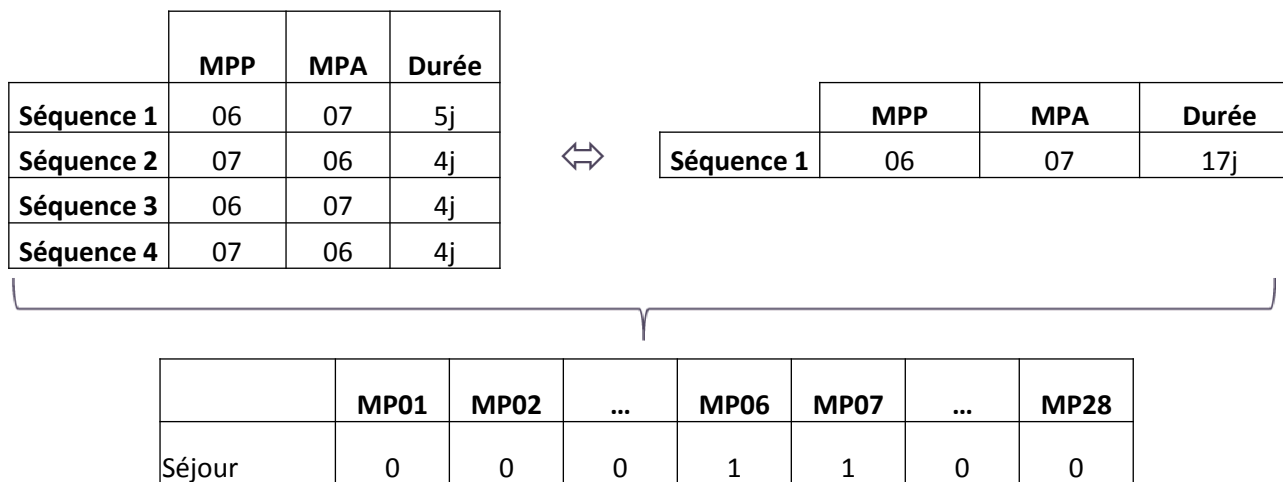 MPP MPA Durée
Séquence 1 06 07 5j
Séquence 2 07 06 4j
Séquence 3 06 07 4j
Séquence 4 07 06 4j
MPP MPA Durée
Séquence 1 06 07 17j
MP01 MP02 ... MP06 MP07 ... MP28
Séjour 0 0 0 1 1 0 0